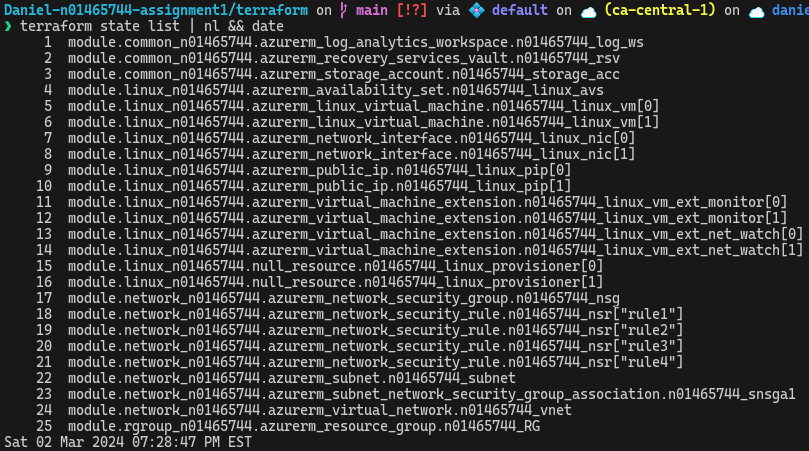 Daniel-n01465744-assignment1/terraform on main [!?] via default on (ca-central-1) on danie
❯ terraform state list | nl && date
1 module.common_n01465744.azurerm_log_analytics_workspace.n01465744_log_ws
2 module.common_n01465744.azurerm_recovery_services_vault.n01465744_rsv
3 module.common_n01465744.azurerm_storage_account.n01465744_storage_acc
4 module.linux_n01465744.azurerm_availability_set.n01465744_linux_avs
5 module.linux_n01465744.azurerm_linux_virtual_machine.n01465744_linux_vm[0]
6 module.linux_n01465744.azurerm_linux_virtual_machine.n01465744_linux_vm[1]
7 module.linux_n01465744.azurerm_network_interface.n01465744_linux_nic[0]
8 module.linux_n01465744.azurerm_network_interface.n01465744_linux_nic[1]
9 module.linux_n01465744.azurerm_public_ip.n01465744_linux_pip[0]
10 module.linux_n01465744.azurerm_public_ip.n01465744_linux_pip[1]
11 module.linux_n01465744.azurerm_virtual_machine_extension.n01465744_linux_vm_ext_monitor[0]
12 module.linux_n01465744.azurerm_virtual_machine_extension.n01465744_linux_vm_ext_monitor[1]
13 module.linux_n01465744.azurerm_virtual_machine_extension.n01465744_linux_vm_ext_net_watch[0]
14 module.linux_n01465744.azurerm_virtual_machine_extension.n01465744_linux_vm_ext_net_watch[1]
15 module.linux_n01465744.null_resource.n01465744_linux_provisioner[0]
16 module.linux_n01465744.null_resource.n01465744_linux_provisioner[1]
17 module.network_n01465744.azurerm_network_security_group.n01465744_nsg
18 module.network_n01465744.azurerm_network_security_rule.n01465744_nsr["rule1"]
19 module.network_n01465744.azurerm_network_security_rule.n01465744_nsr["rule2"]
20 module.network_n01465744.azurerm_network_security_rule.n01465744_nsr["rule3"]
21 module.network_n01465744.azurerm_network_security_rule.n01465744_nsr["rule4"]
22 module.network_n01465744.azurerm_subnet.n01465744_subnet
23 module.network_n01465744.azurerm_subnet_network_security_group_association.n01465744_snsga1
24 module.network_n01465744.azurerm_virtual_network.n01465744_vnet
25 module.rgroup_n01465744.azurerm_resource_group.n01465744_RG
Sat 02 Mar 2024 07:28:47 PM EST